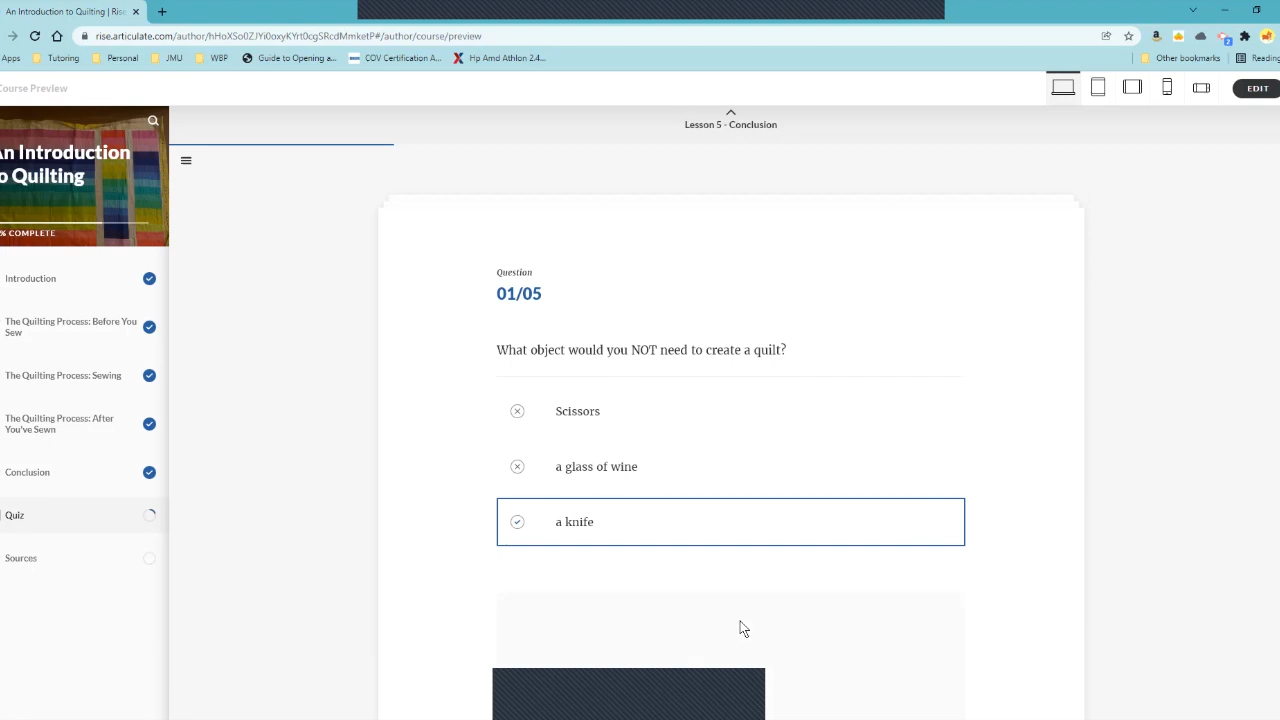 An Introduction to Quilting | Rise
rise.articulate.com/author/hHoXSo0ZJYi0oxyKYrt0cgSRcdMmketP#/author/course/preview
Apps Tutoring Personal JMU WBP Guide to Opening a... CDV Certification A... Hp Amd Athlon 2.4... Other bookmarks Reading
Course Preview
EDIT
Lesson 5 - Conclusion
An Introduction
o Quilting
% COMPLETE
Introduction
The Quilting Process: Before You
Sew
The Quilting Process: Sewing
The Quilting Process: After
You've Sewn
Conclusion
Quiz
Sources
Question
01/05
What object would you NOT need to create a quilt?
Scissors
a glass of wine
a knife